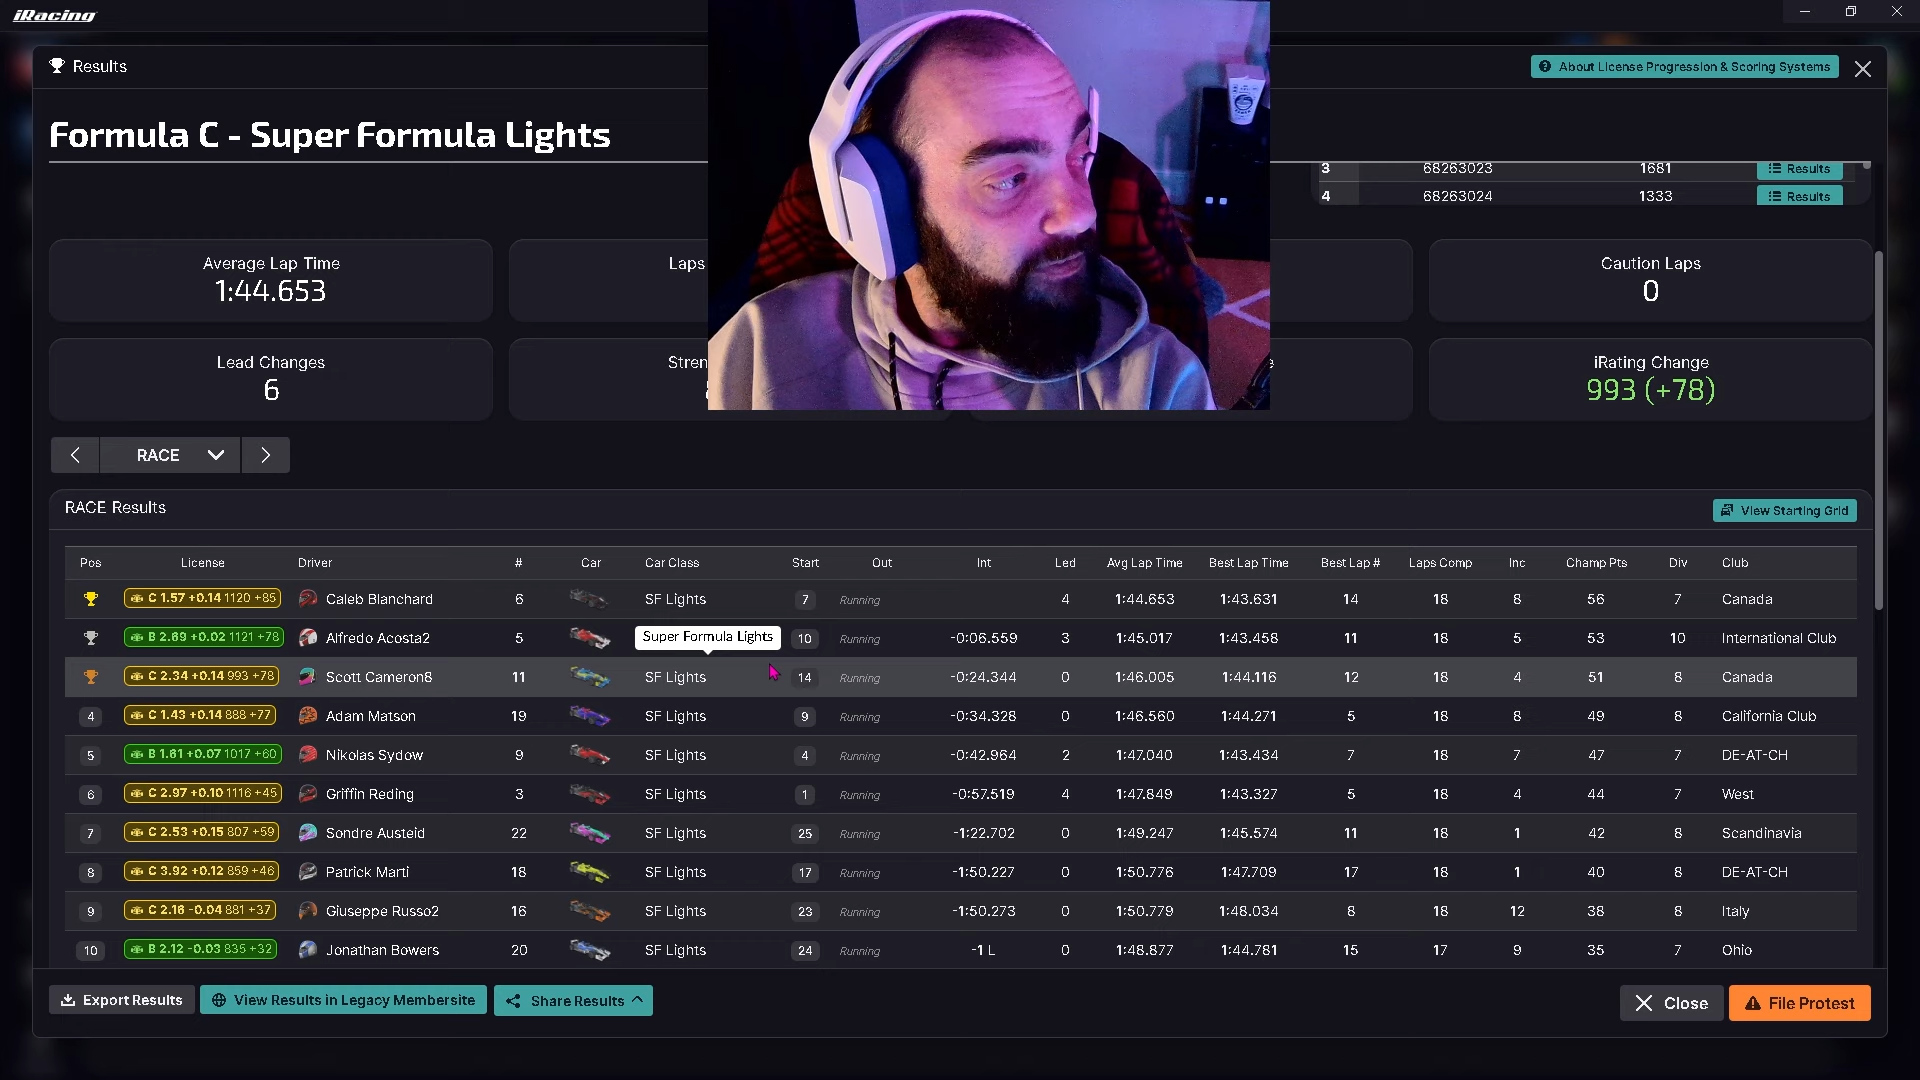 iRacing
Results
About License Progression & Scoring Systems
Formula C - Super Formula Lights
3 68263023 1681 Results
4 68263024 1333 Results
Average Lap Time
1:44.653
Laps
Caution Laps
0
Lead Changes
6
iRating Change
993 (+78)
RACE
RACE Results
View Starting Grid
Pos License Driver # Car Car Class Start Out Int Led Avg Lap Time Best Lap Time Best Lap # Laps Comp Inc Champ Pts Div Club
C 1.57 +0.14 1120 +85 Caleb Blanchard 6 SF Lights 7 Running 4 1:44.653 1:43.631 14 18 8 56 7 Canada
B 2.69 +0.02 1121 +78 Alfredo Acosta2 5 Super Formula Lights 10 Running -0:06.559 3 1:45.017 1:43.458 11 18 5 53 10 International Club
C 2.34 +0.14 993 +78 Scott Cameron8 11 SF Lights 14 Running -0:24.344 0 1:46.005 1:44.116 12 18 4 51 8 Canada
4 C 1.43 +0.14 888 +77 Adam Matson 19 SF Lights 9 Running -0:34.328 0 1:46.560 1:44.271 5 18 8 49 8 California Club
5 B 1.61 +0.07 1017 +60 Nikolas Sydow 9 SF Lights 4 Running -0:42.964 2 1:47.040 1:43.434 7 18 7 47 7 DE-AT-CH
6 C 2.97 +0.10 1116 +45 Griffin Reding 3 SF Lights 1 Running -0:57.519 4 1:47.849 1:43.327 5 18 4 44 7 West
7 C 2.53 +0.15 807 +59 Sondre Austeid 22 SF Lights 25 Running -1:22.702 0 1:49.247 1:45.574 11 18 1 42 8 Scandinavia
8 C 3.92 +0.12 859 +46 Patrick Marti 18 SF Lights 17 Running -1:50.227 0 1:50.776 1:47.709 17 18 1 40 8 DE-AT-CH
9 C 2.16 -0.04 881 +37 Giuseppe Russo2 16 SF Lights 23 Running -1:50.273 0 1:50.779 1:48.034 8 18 12 38 8 Italy
10 B 2.12 -0.03 835 +32 Jonathan Bowers 20 SF Lights 24 Running -1 L 0 1:48.877 1:44.781 15 17 9 35 7 Ohio
Export Results View Results in Legacy Membersite Share Results Close File Protest